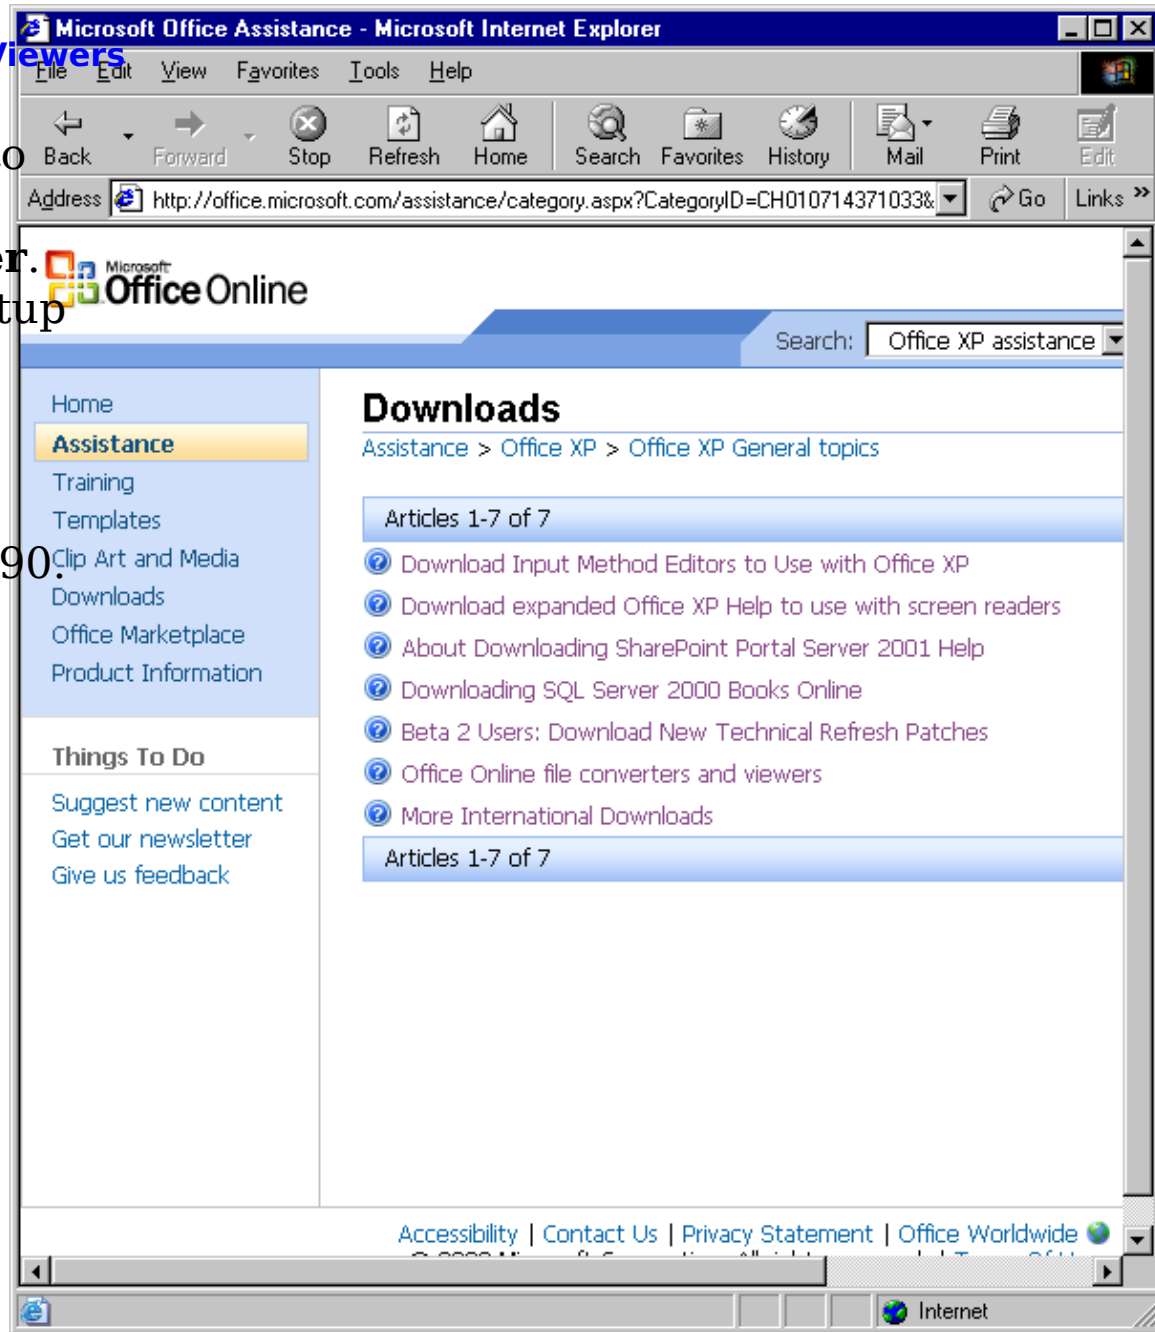 Microsoft Office Assistance - Microsoft Internet Explorer
Viewers
File Edit View Favorites Tools Help
Back Forward Stop Refresh Home Search Favorites History Mail Print Edit
Address http://office.microsoft.com/assistance/category.aspx?CategoryID=CH010714371033& Go Links »
er.
Microsoft
Office Online
tup
Search: Office XP assistance
Home
Assistance
Training
Templates
Clip Art and Media
90.
Downloads
Office Marketplace
Product Information
Things To Do
Suggest new content
Get our newsletter
Give us feedback
Downloads
Assistance > Office XP > Office XP General topics
Articles 1-7 of 7
Download Input Method Editors to Use with Office XP
Download expanded Office XP Help to use with screen readers
About Downloading SharePoint Portal Server 2001 Help
Downloading SQL Server 2000 Books Online
Beta 2 Users: Download New Technical Refresh Patches
Office Online file converters and viewers
More International Downloads
Articles 1-7 of 7
Accessibility | Contact Us | Privacy Statement | Office Worldwide
Internet